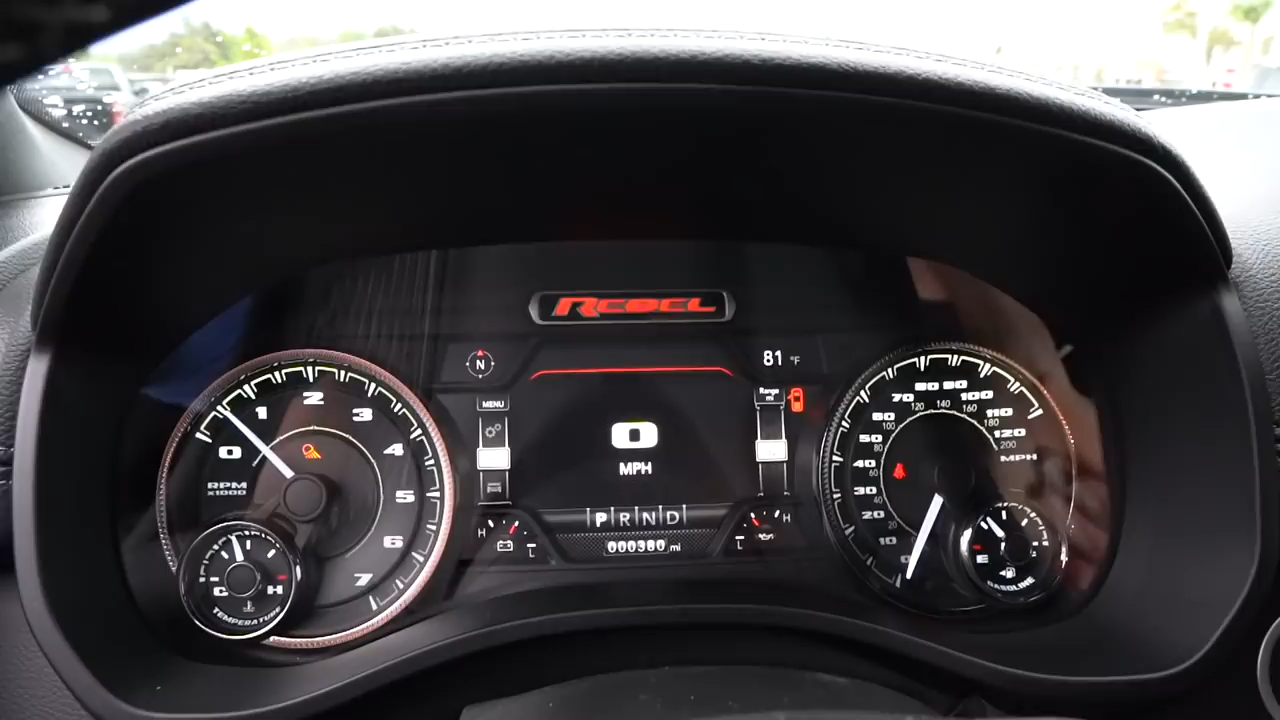 RCOCL
N
81 °F
MENU
Range
mi
0
MPH
P R N D
000380 mi
H
L
H
L
0
1
2
3
4
5
6
7
RPM
X1000
C
H
TEMPERATURE
0
10
20
30
40
50
60
70
80
90
100
110
120
MPH
20
60
80
100
120
140
160
180
200
E
GASOLINE